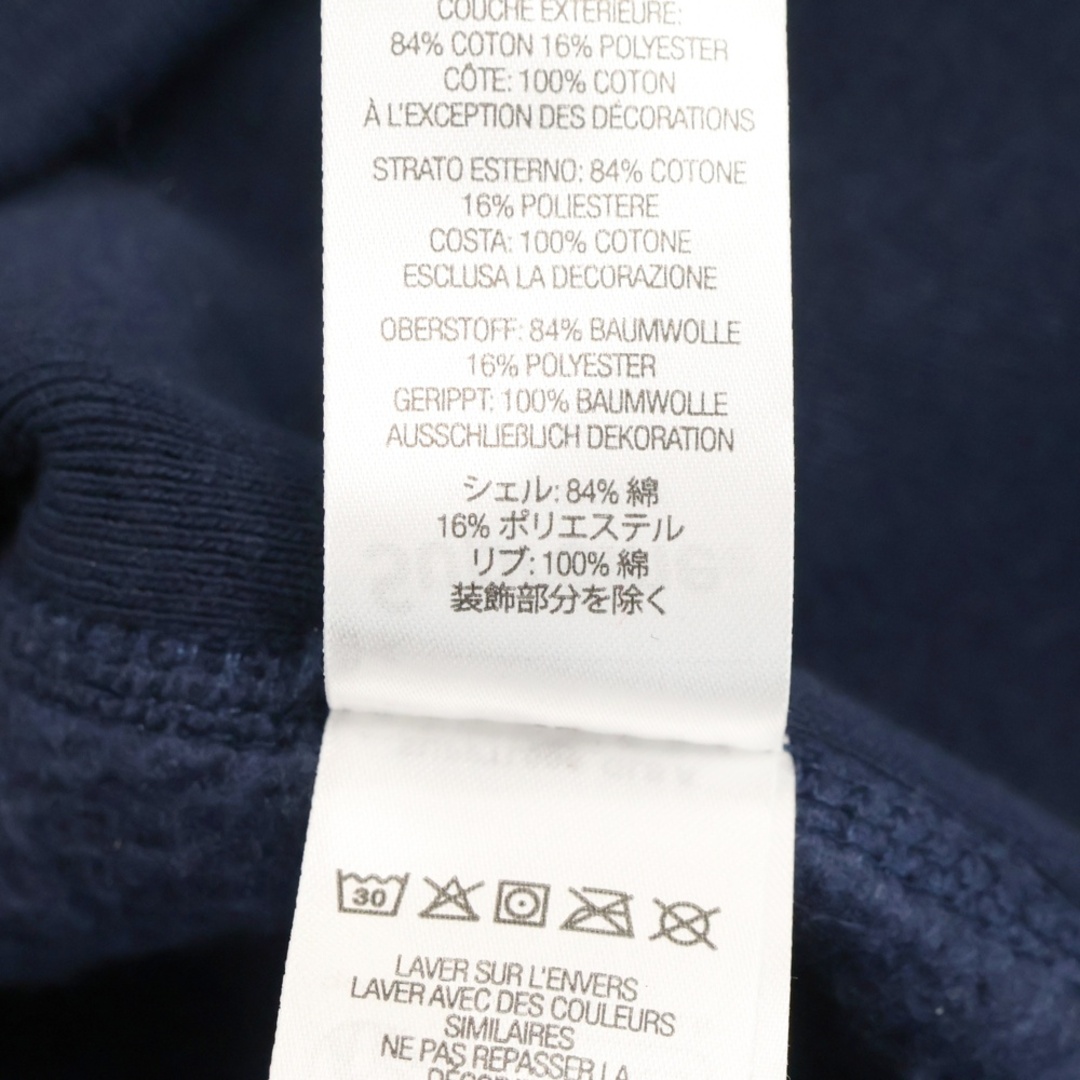 COUCHE EXTÉRIEURE:
84% COTON 16% POLYESTER
CÔTE: 100% COTON
À L'EXCEPTION DES DÉCORATIONS
STRATO ESTERNO: 84% COTONE
16% POLIESTERE
COSTA: 100% COTONE
ESCLUSA LA DECORAZIONE
OBERSTOFF: 84% BAUMWOLLE
16% POLYESTER
GERIPPT: 100% BAUMWOLLE
AUSSCHLIEßLICH DEKORATION
シェル: 84% 綿
16% ポリエステル
リブ: 100% 綿
装飾部分を除く
30
LAVER SUR L'ENVERS
LAVER AVEC DES COULEURS
SIMILAIRES
NE PAS REPASSER LA